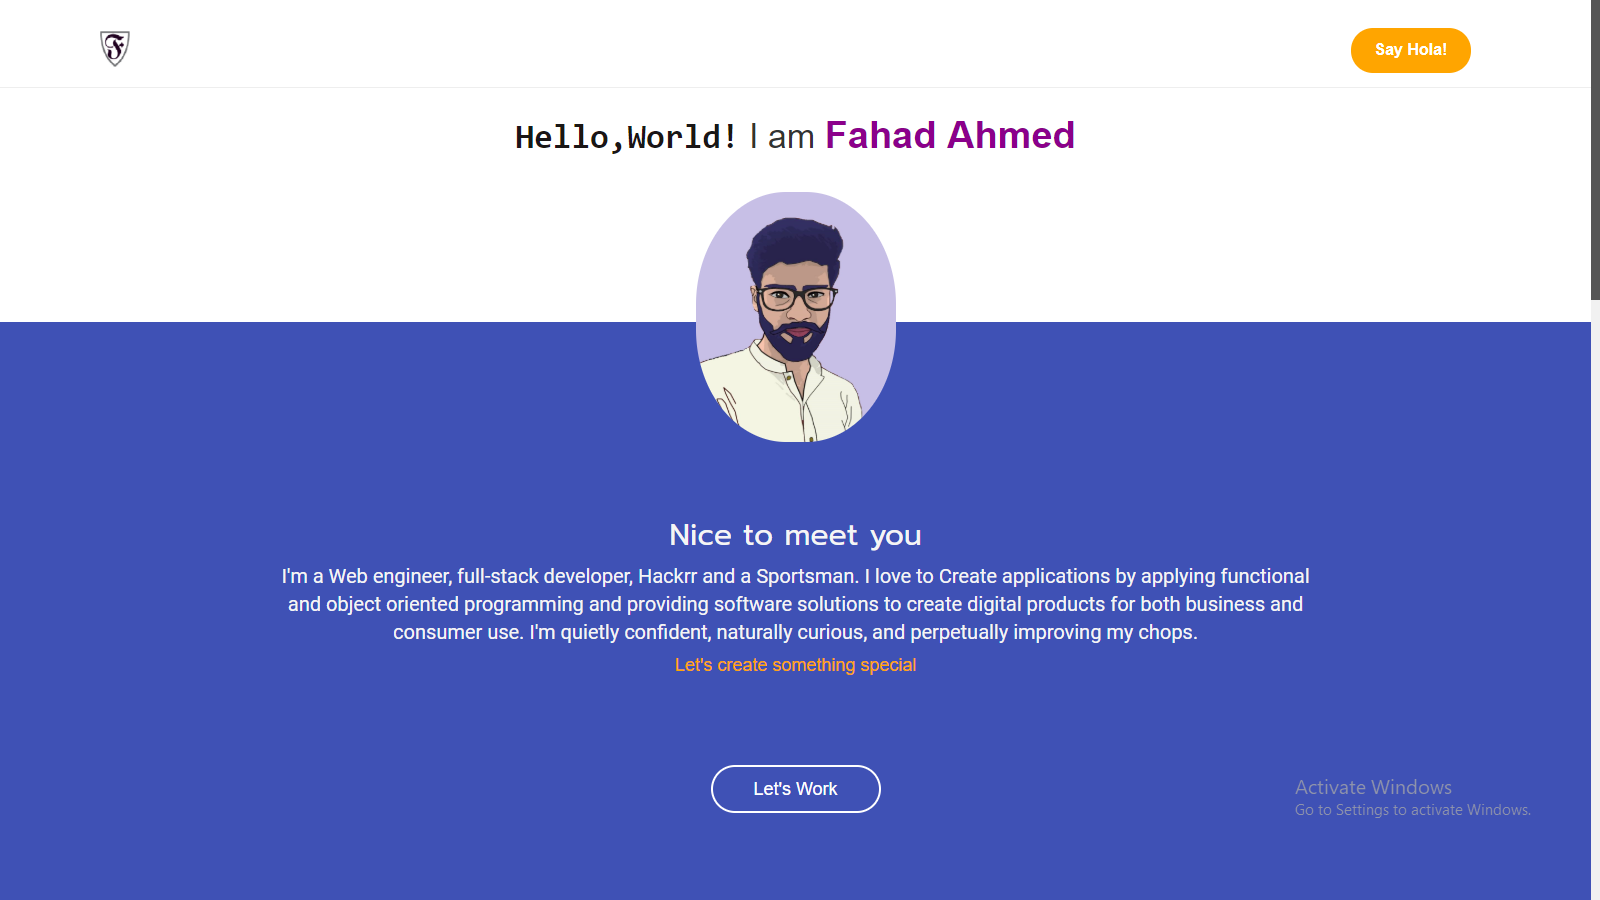 F
Say Hola!
Hello,World! I am Fahad Ahmed
Nice to meet you
I'm a Web engineer, full-stack developer, Hackrr and a Sportsman. I love to Create applications by applying functional
and object oriented programming and providing software solutions to create digital products for both business and
consumer use. I'm quietly confident, naturally curious, and perpetually improving my chops.
Let's create something special
Let's Work
Activate Windows
Go to Settings to activate Windows.